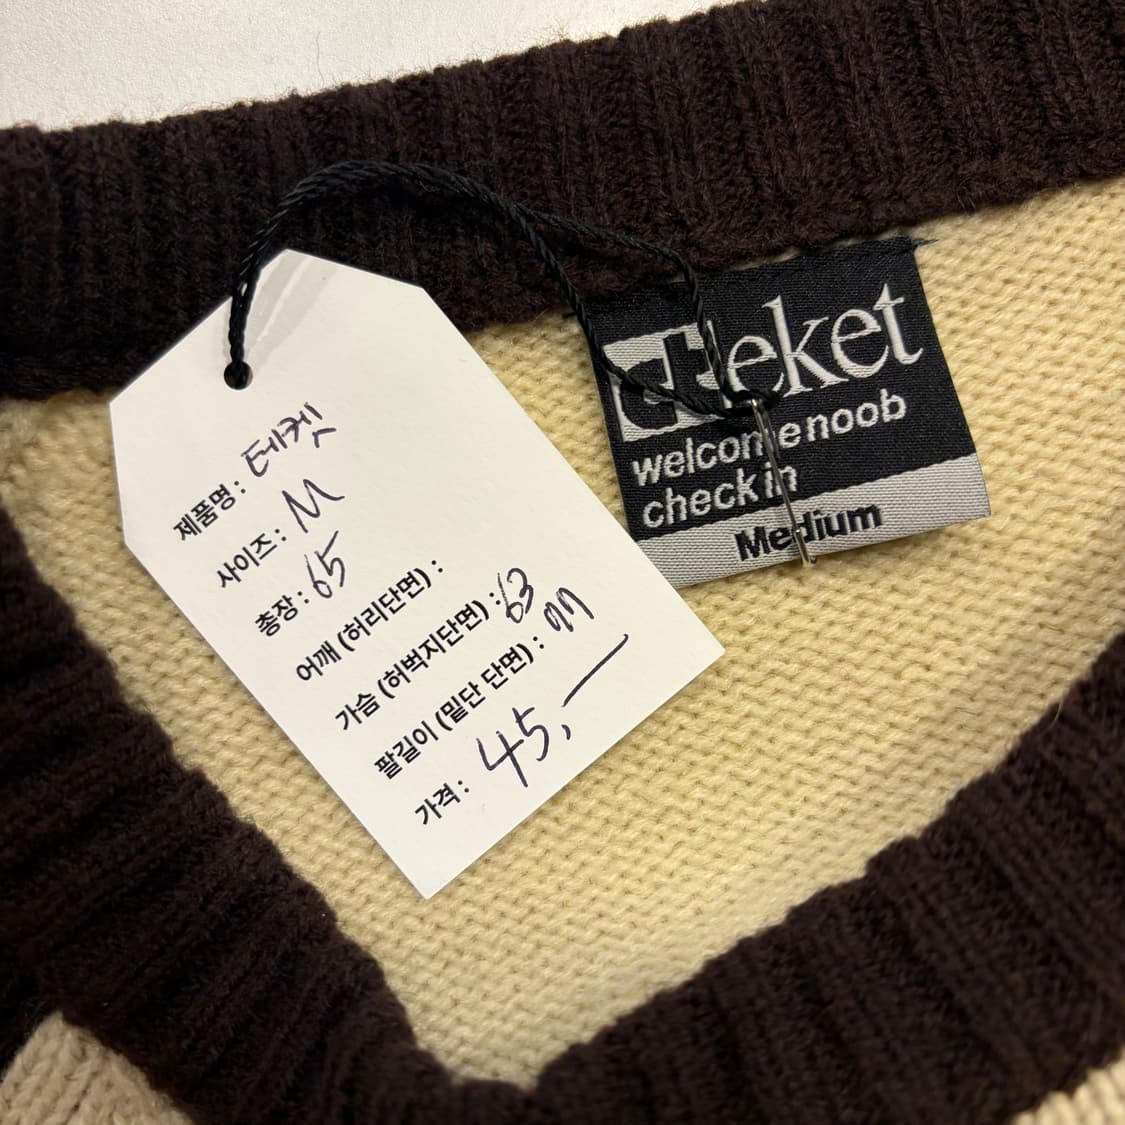 제품명 : 테켓
사이즈 : M
총장 : 65
어깨 (허리단면) :
가슴 (허벅지단면) : 63
팔길이 (밑단 단면) : 77
가격 : 45,—
Teket
welcome noob
check in
Medium